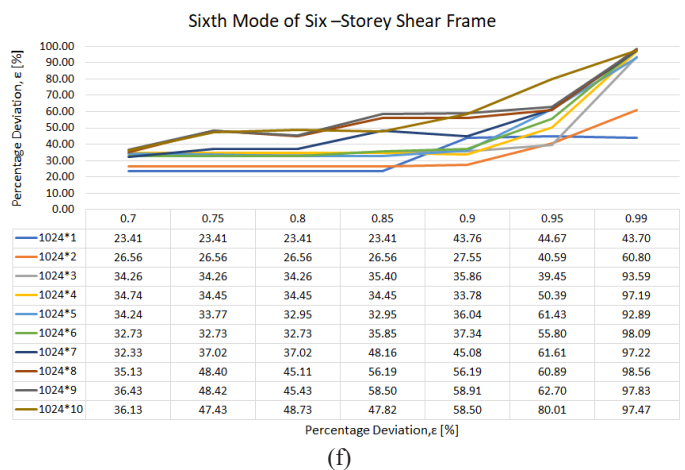 Sixth Mode of Six –Storey Shear Frame
Percentage Deviation, ε [%]
100.00
90.00
80.00
70.00
60.00
50.00
40.00
30.00
20.00
10.00
0.00
0.7 0.75 0.8 0.85 0.9 0.95 0.99
1024*1 23.41 23.41 23.41 23.41 43.76 44.67 43.70
1024*2 26.56 26.56 26.56 26.56 27.55 40.59 60.80
1024*3 34.26 34.26 34.26 35.40 35.86 39.45 93.59
1024*4 34.74 34.45 34.45 34.45 33.78 50.39 97.19
1024*5 34.24 33.77 32.95 32.95 36.04 61.43 92.89
1024*6 32.73 32.73 32.73 35.85 37.34 55.80 98.09
1024*7 32.33 37.02 37.02 48.16 45.08 61.61 97.22
1024*8 35.13 48.40 45.11 56.19 56.19 60.89 98.56
1024*9 36.43 48.42 45.43 58.50 58.91 62.70 97.83
1024*10 36.13 47.43 48.73 47.82 58.50 80.01 97.47
Percentage Deviation,ε [%]
(f)